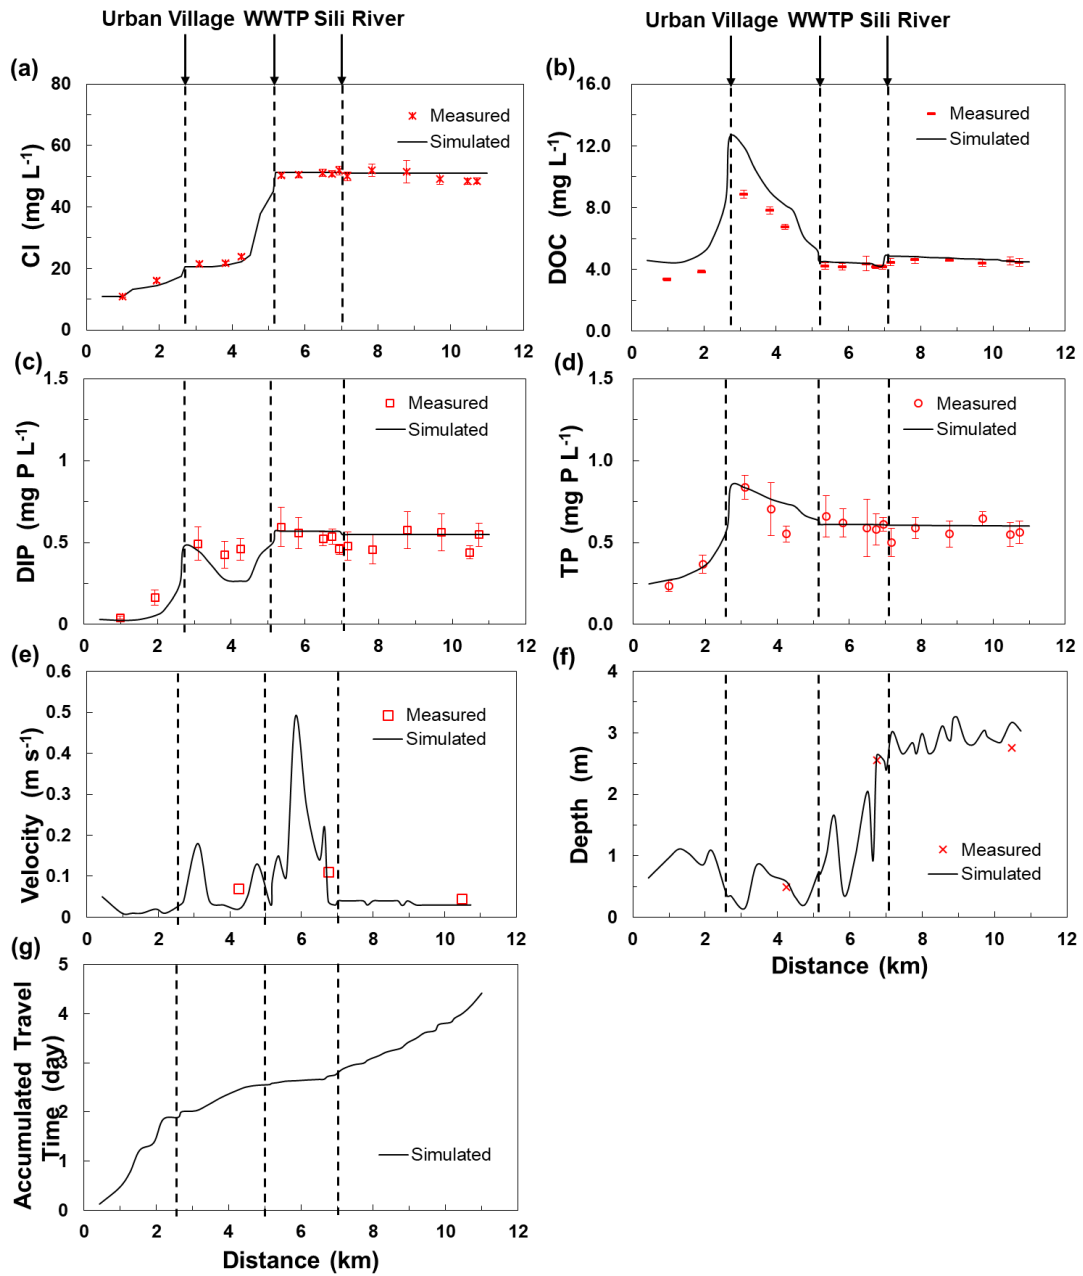 Urban Village WWTP Sili River
Urban Village WWTP Sili River
(a)
80
60
40
20
0
Cl (mg L-1)
Measured
Simulated
0 2 4 6 8 10 12
(b)
16.0
12.0
8.0
4.0
0.0
DOC (mg L-1)
Measured
Simulated
0 2 4 6 8 10 12
(c)
1.5
1
0.5
0
DIP (mg P L-1)
Measured
Simulated
0 2 4 6 8 10 12
(d)
1.5
1.0
0.5
0.0
TP (mg P L-1)
Measured
Simulated
0 2 4 6 8 10 12
(e)
0.6
0.5
0.4
0.3
0.2
0.1
0
Velocity (m s-1)
Measured
Simulated
0 2 4 6 8 10 12
(f)
4
3
2
1
0
Depth (m)
Measured
Simulated
0 2 4 6 8 10 12
Distance (km)
(g)
5
4
3
2
1
0
Accumulated Travel
Time (day)
Simulated
0 2 4 6 8 10 12
Distance (km)